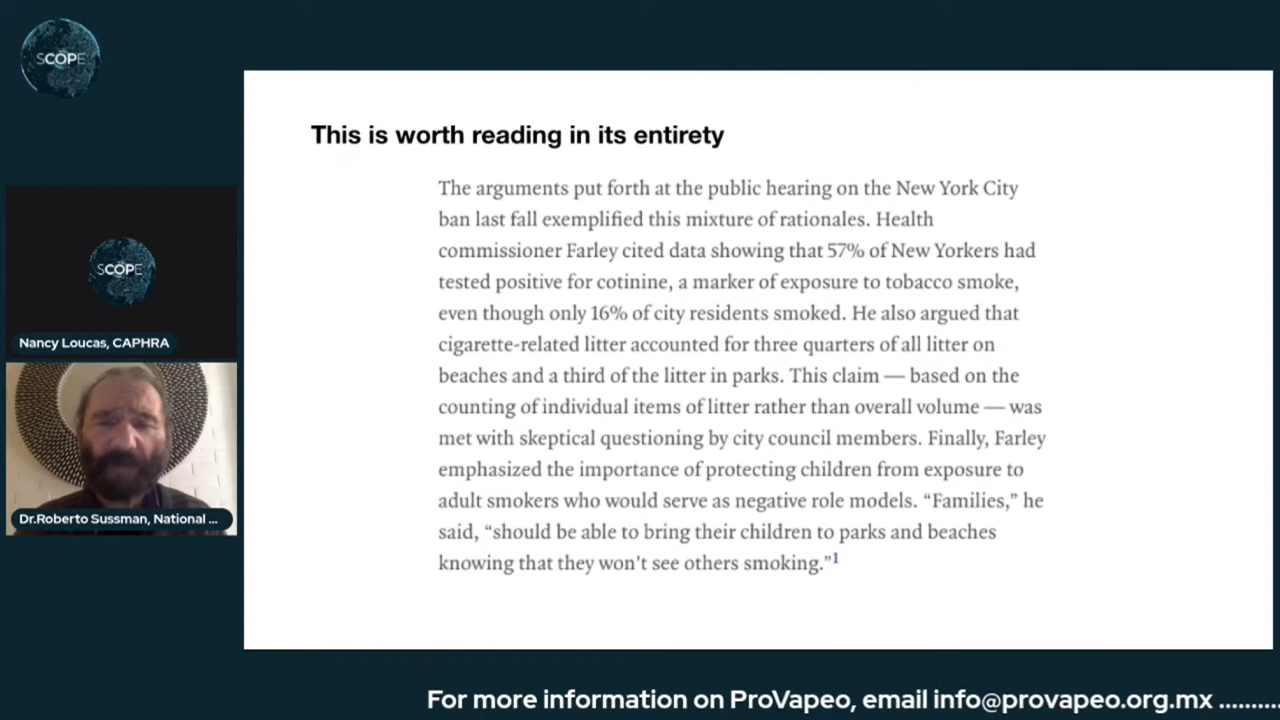 SCOPE
This is worth reading in its entirety
The arguments put forth at the public hearing on the New York City
ban last fall exemplified this mixture of rationales. Health
commissioner Farley cited data showing that 57% of New Yorkers had
tested positive for cotinine, a marker of exposure to tobacco smoke,
even though only 16% of city residents smoked. He also argued that
cigarette-related litter accounted for three quarters of all litter on
beaches and a third of the litter in parks. This claim — based on the
counting of individual items of litter rather than overall volume — was
met with skeptical questioning by city council members. Finally, Farley
emphasized the importance of protecting children from exposure to
adult smokers who would serve as negative role models. “Families,” he
said, “should be able to bring their children to parks and beaches
knowing that they won't see others smoking.”1
SCOPE
Nancy Loucas, CAPHRA
Dr.Roberto Sussman, National ...
For more information on ProVapeo, email info@provapeo.org.mx .........